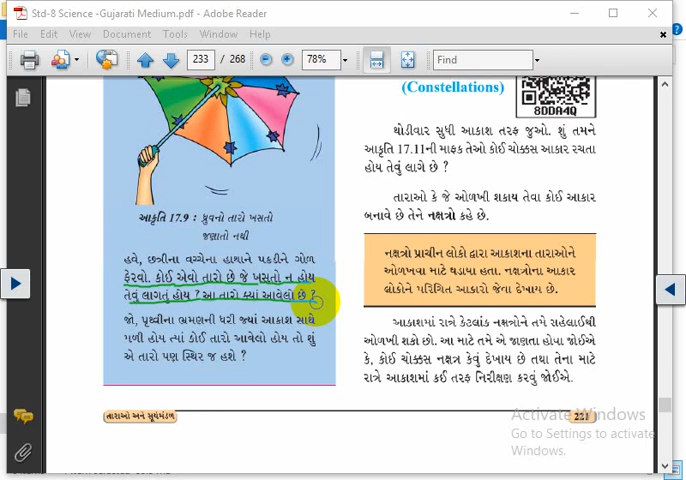 Std-8 Science -Gujarati Medium.pdf - Adobe Reader
File Edit View Document Tools Window Help
233 / 268 78% Find
(Constellations)
8DDA4Q
થોડીવાર સુધી આકાશ તરફ જુઓ. શું તમને
આકૃતિ 17.11ની માફક તેઓ કોઈ ચોક્કસ આકાર રચતા
હોય તેવું લાગે છે ?
તારાઓ કે જે ઓળખી શકાય તેવા કોઈ આકાર
બનાવે છે તેને નક્ષત્રો કહે છે.
આકૃતિ 17.9 : ધ્રુવનો તારો ખસતો
જણાતો નથી
હવે, છત્રીના વચ્ચેના હાથાને પકડીને ગોળ
ફેરવો. કોઈ એવો તારો છે જે ખસતો ન હોય
તેવું લાગતું હોય ? આ તારો ક્યાં આવેલો છે ?
જો, પૃથ્વીના ભ્રમણની ધરી જ્યાં આકાશ સાથે
મળી હોય ત્યાં કોઈ તારો આવેલો હોય તો શું
એ તારો પણ સ્થિર જ હશે ?
નક્ષત્રો પ્રાચીન લોકો દ્વારા આકાશના તારાઓને
ઓળખવા માટે ઘડાયા હતા. નક્ષત્રોના આકાર
લોકોને પરિચિત આકારો જેવા દેખાય છે.
આકાશમાં રાત્રે કેટલાંક નક્ષત્રોને તમે સહેલાઈથી
ઓળખી શકો છો. આ માટે તમે એ જાણતા હોપા જોઈએ
કે, કોઈ ચોક્કસ નક્ષત્ર કેવું દેખાય છે તથા તેના માટે
રાત્રે આકાશમાં કઈ તરફ નિરીક્ષણ કરવું જોઈએ.
તારાઓ અને સૂર્યમંડળ
221
Activate Windows
Go to Settings to activate
Windows.